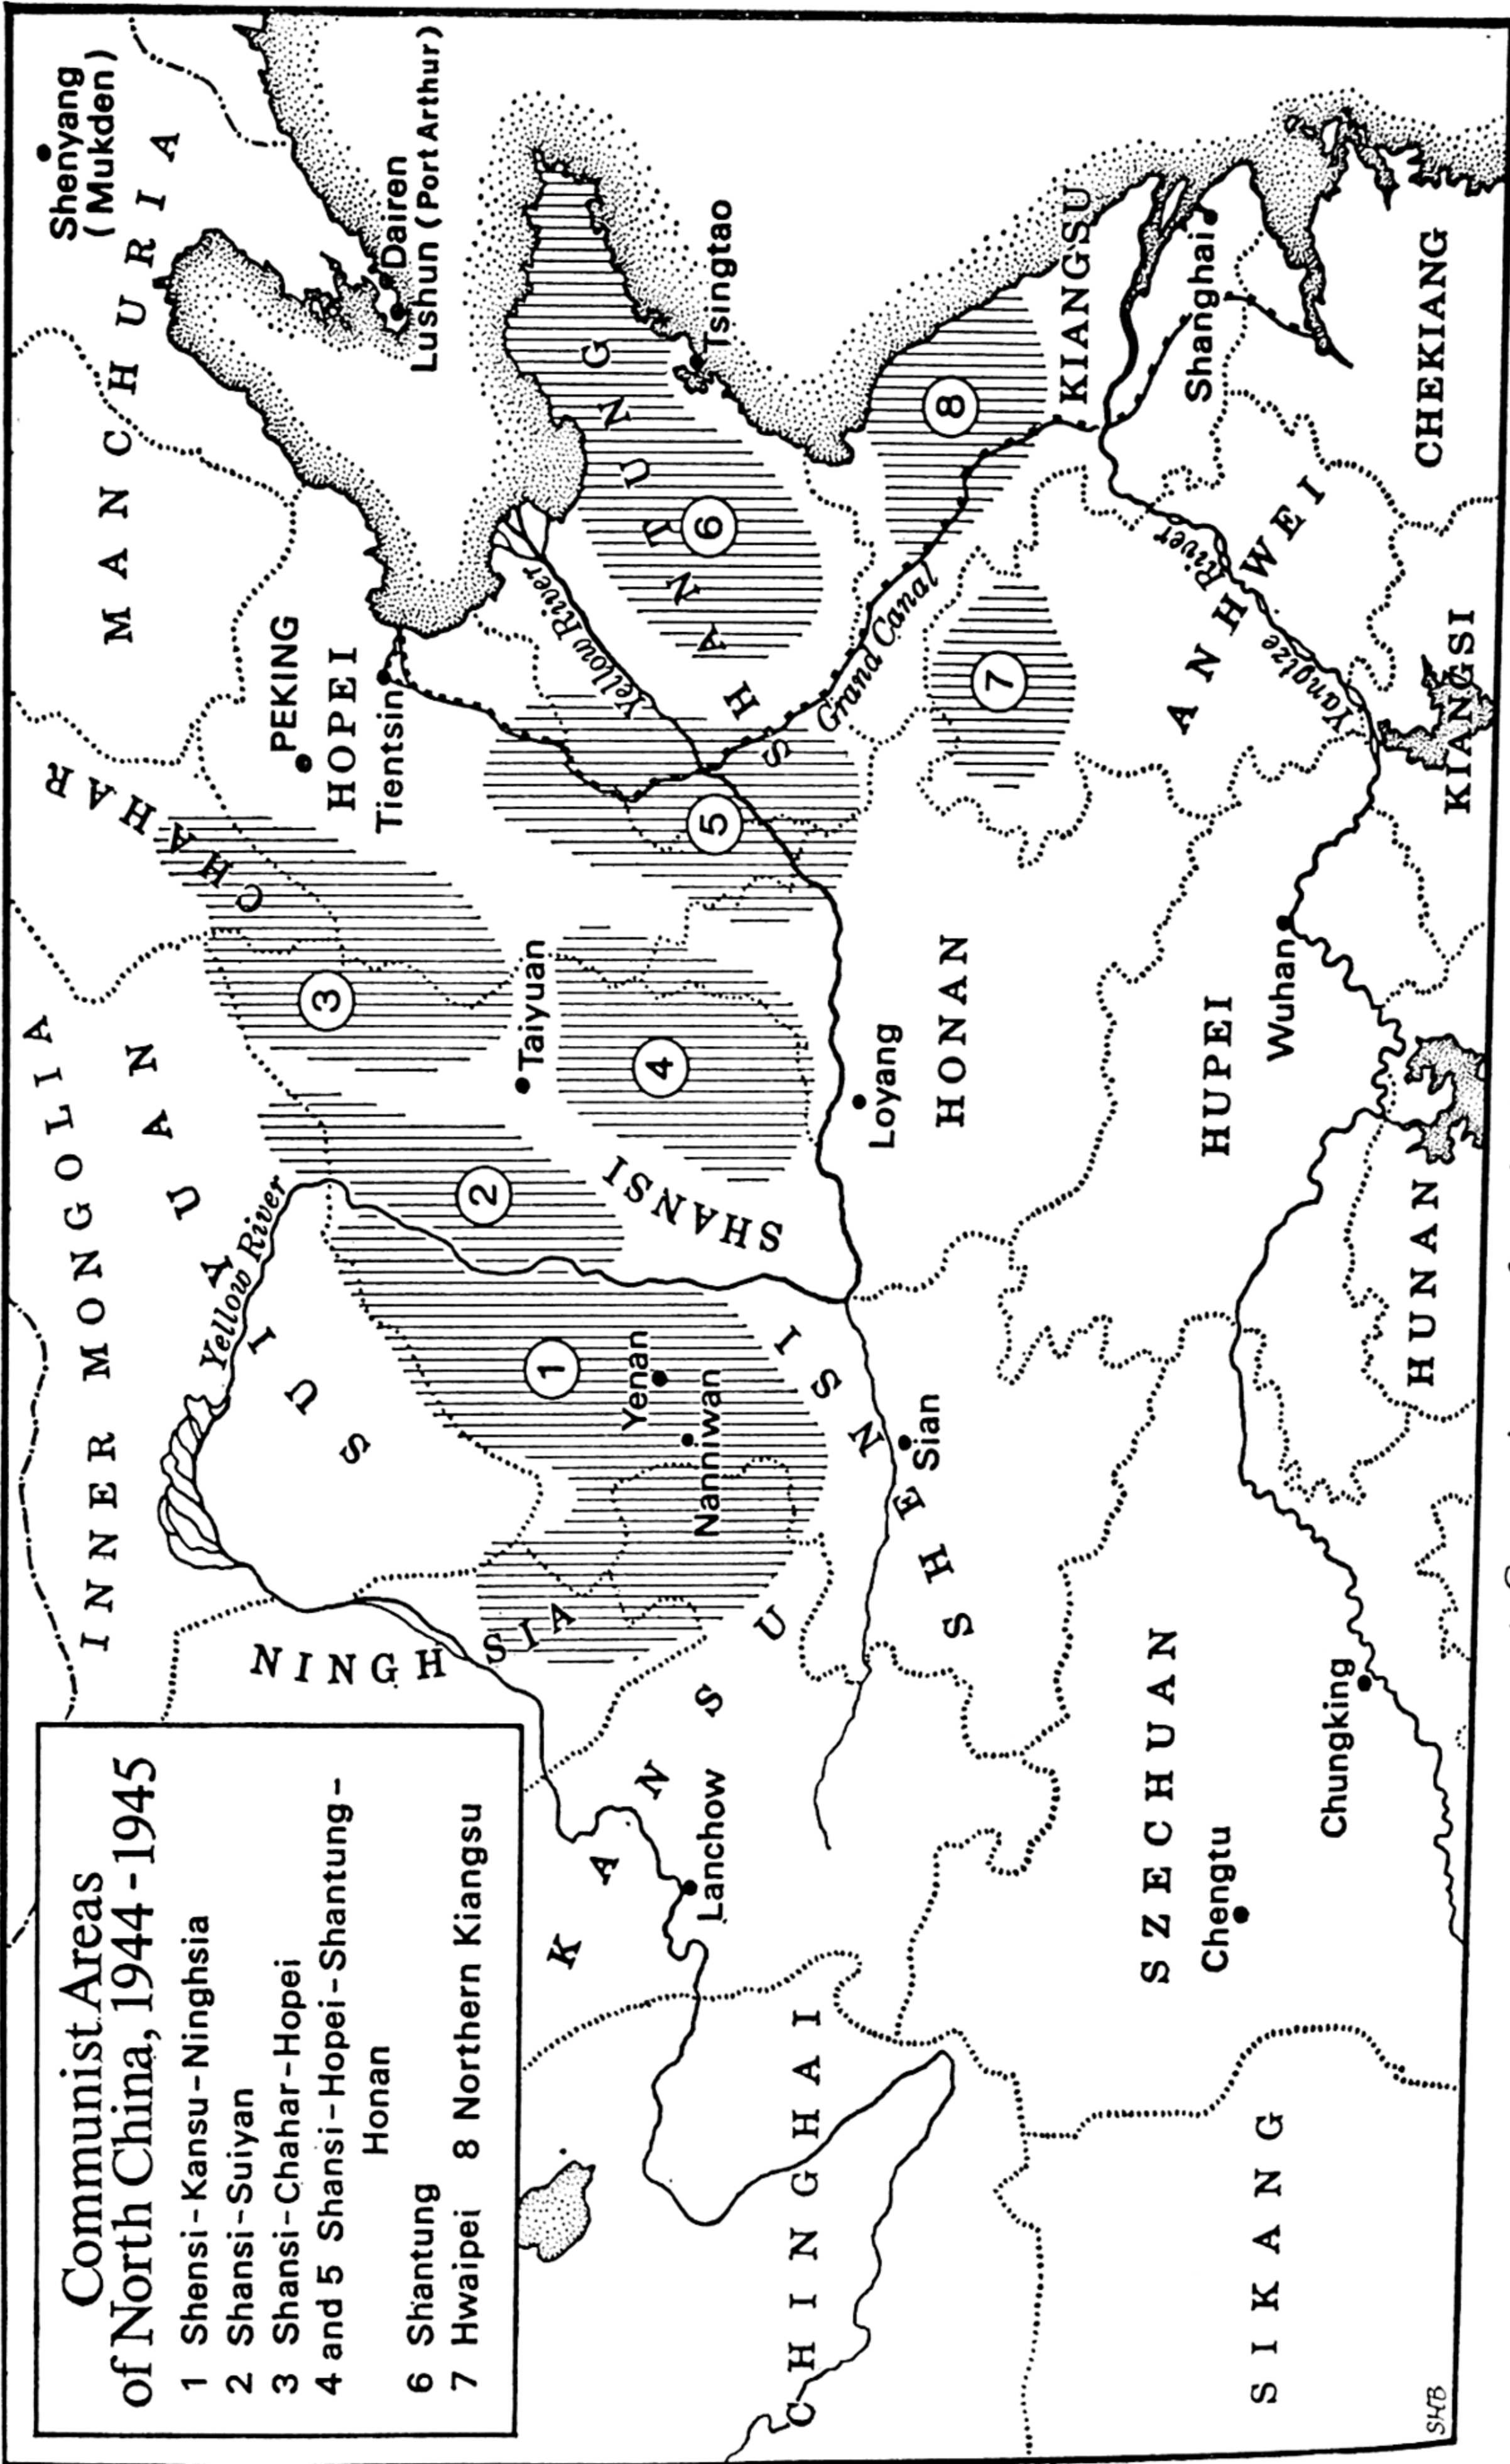 Communist Areas
of North China, 1944-1945
1 Shensi-Kansu-Ninghsia
2 Shansi-Suiyan
3 Shansi-Chahar-Hopei
4 and 5 Shansi-Hopei-Shantung-
Honan
6 Shantung
7 Hwaipei 8 Northern Kiangsu
INNER MONGOLIA
MANCHURIA
Shenyang
(Mukden)
CHAHAR
SUIYUAN
Yellow River
NINGHSIA
PEKING
HOPEI
Tientsin
Dairen
Lushun (Port Arthur)
3
2
Taiyuan
1
4
SHANSI
Yenan
Nanniwan
5
Yellow River
6
SHANTUNG
Tsingtao
Grand Canal
KANSU
Lanchow
SHENSI
Sian
Loyang
HONAN
7
8
KIANGSU
Shanghai
CHINGHAI
SZECHUAN
Chengtu
Chungking
HUPEI
Wuhan
ANHWEI
Yangtze River
CHEKIANG
SIKANG
HUNAN
KIANGSI
SHB